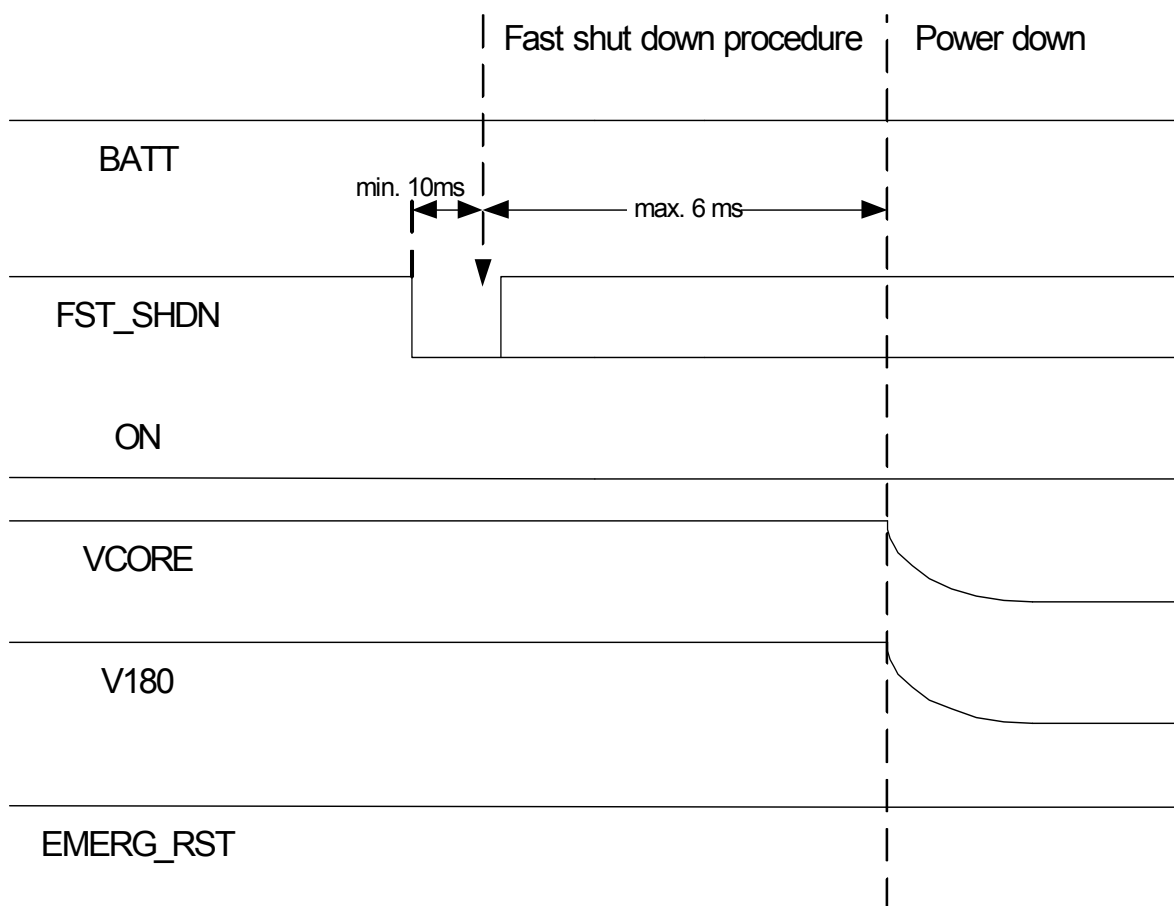 Fast shut down procedure
Power down
BATT
min. 10ms
max. 6 ms
FST_SHDN
ON
VCORE
V180
EMERG_RST